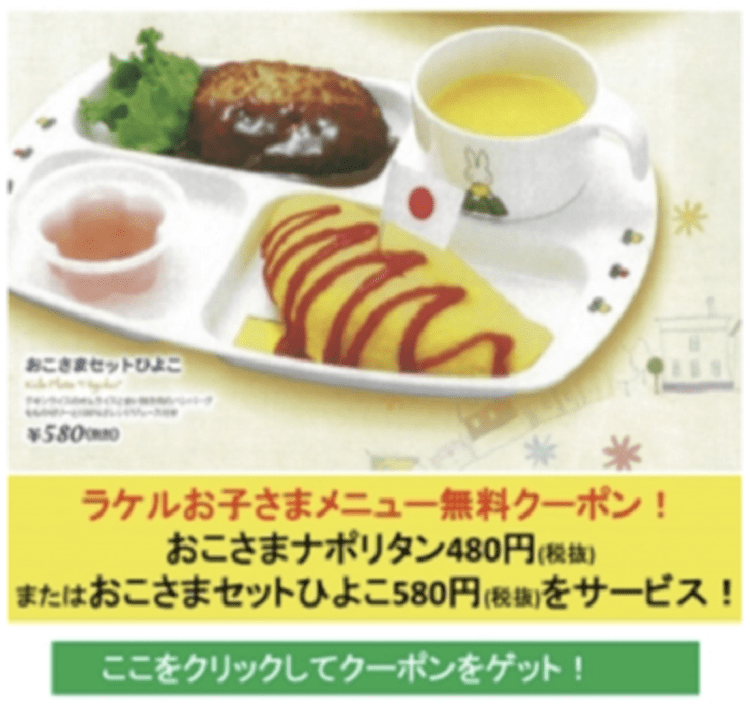 おこさまセットひよこ
¥580(税抜)
ラケルお子さまメニュー無料クーポン！
おこさまナポリタン480円(税抜)
またはおこさまセットひよこ580円(税抜)をサービス！
ここをクリックしてクーポンをゲット！